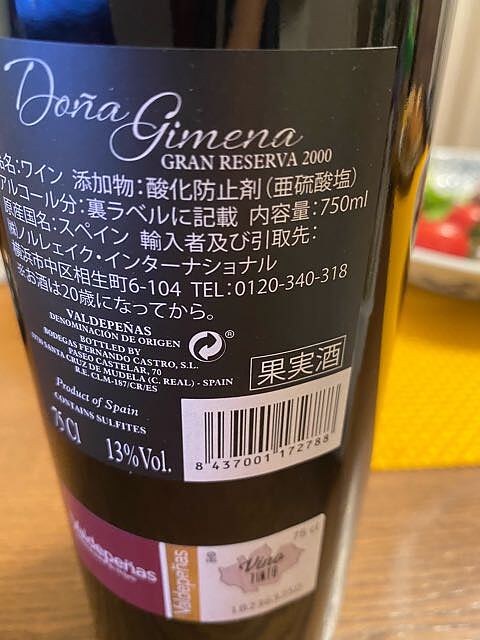 Doña Gimena
GRAN RESERVA 2000
品名:ワイン 添加物:酸化防止剤(亜硫酸塩)
アルコール分:裏ラベルに記載 内容量:750ml
原産国名:スペイン 輸入者及び引取先:
㈱ノルレェイク・インターナショナル
横浜市中区相生町6-104 TEL:0120-340-318
※お酒は20歳になってから。
VALDEPEÑAS
DENOMINACIÓN DE ORIGEN
BOTTLED BY
BODEGAS FERNANDO CASTRO, S.L.
PASEO CASTELAR, 70
13730 SANTA CRUZ DE MUDELA (C. REAL) - SPAIN
R.E. CLM-187/CR/ES
®
果実酒
Product of Spain
CONTAINS SULFITES
75 Cl 13%Vol.
8 437001 172788
Valdepeñas
Valdepeñas
75 cl
Vino
TINTO